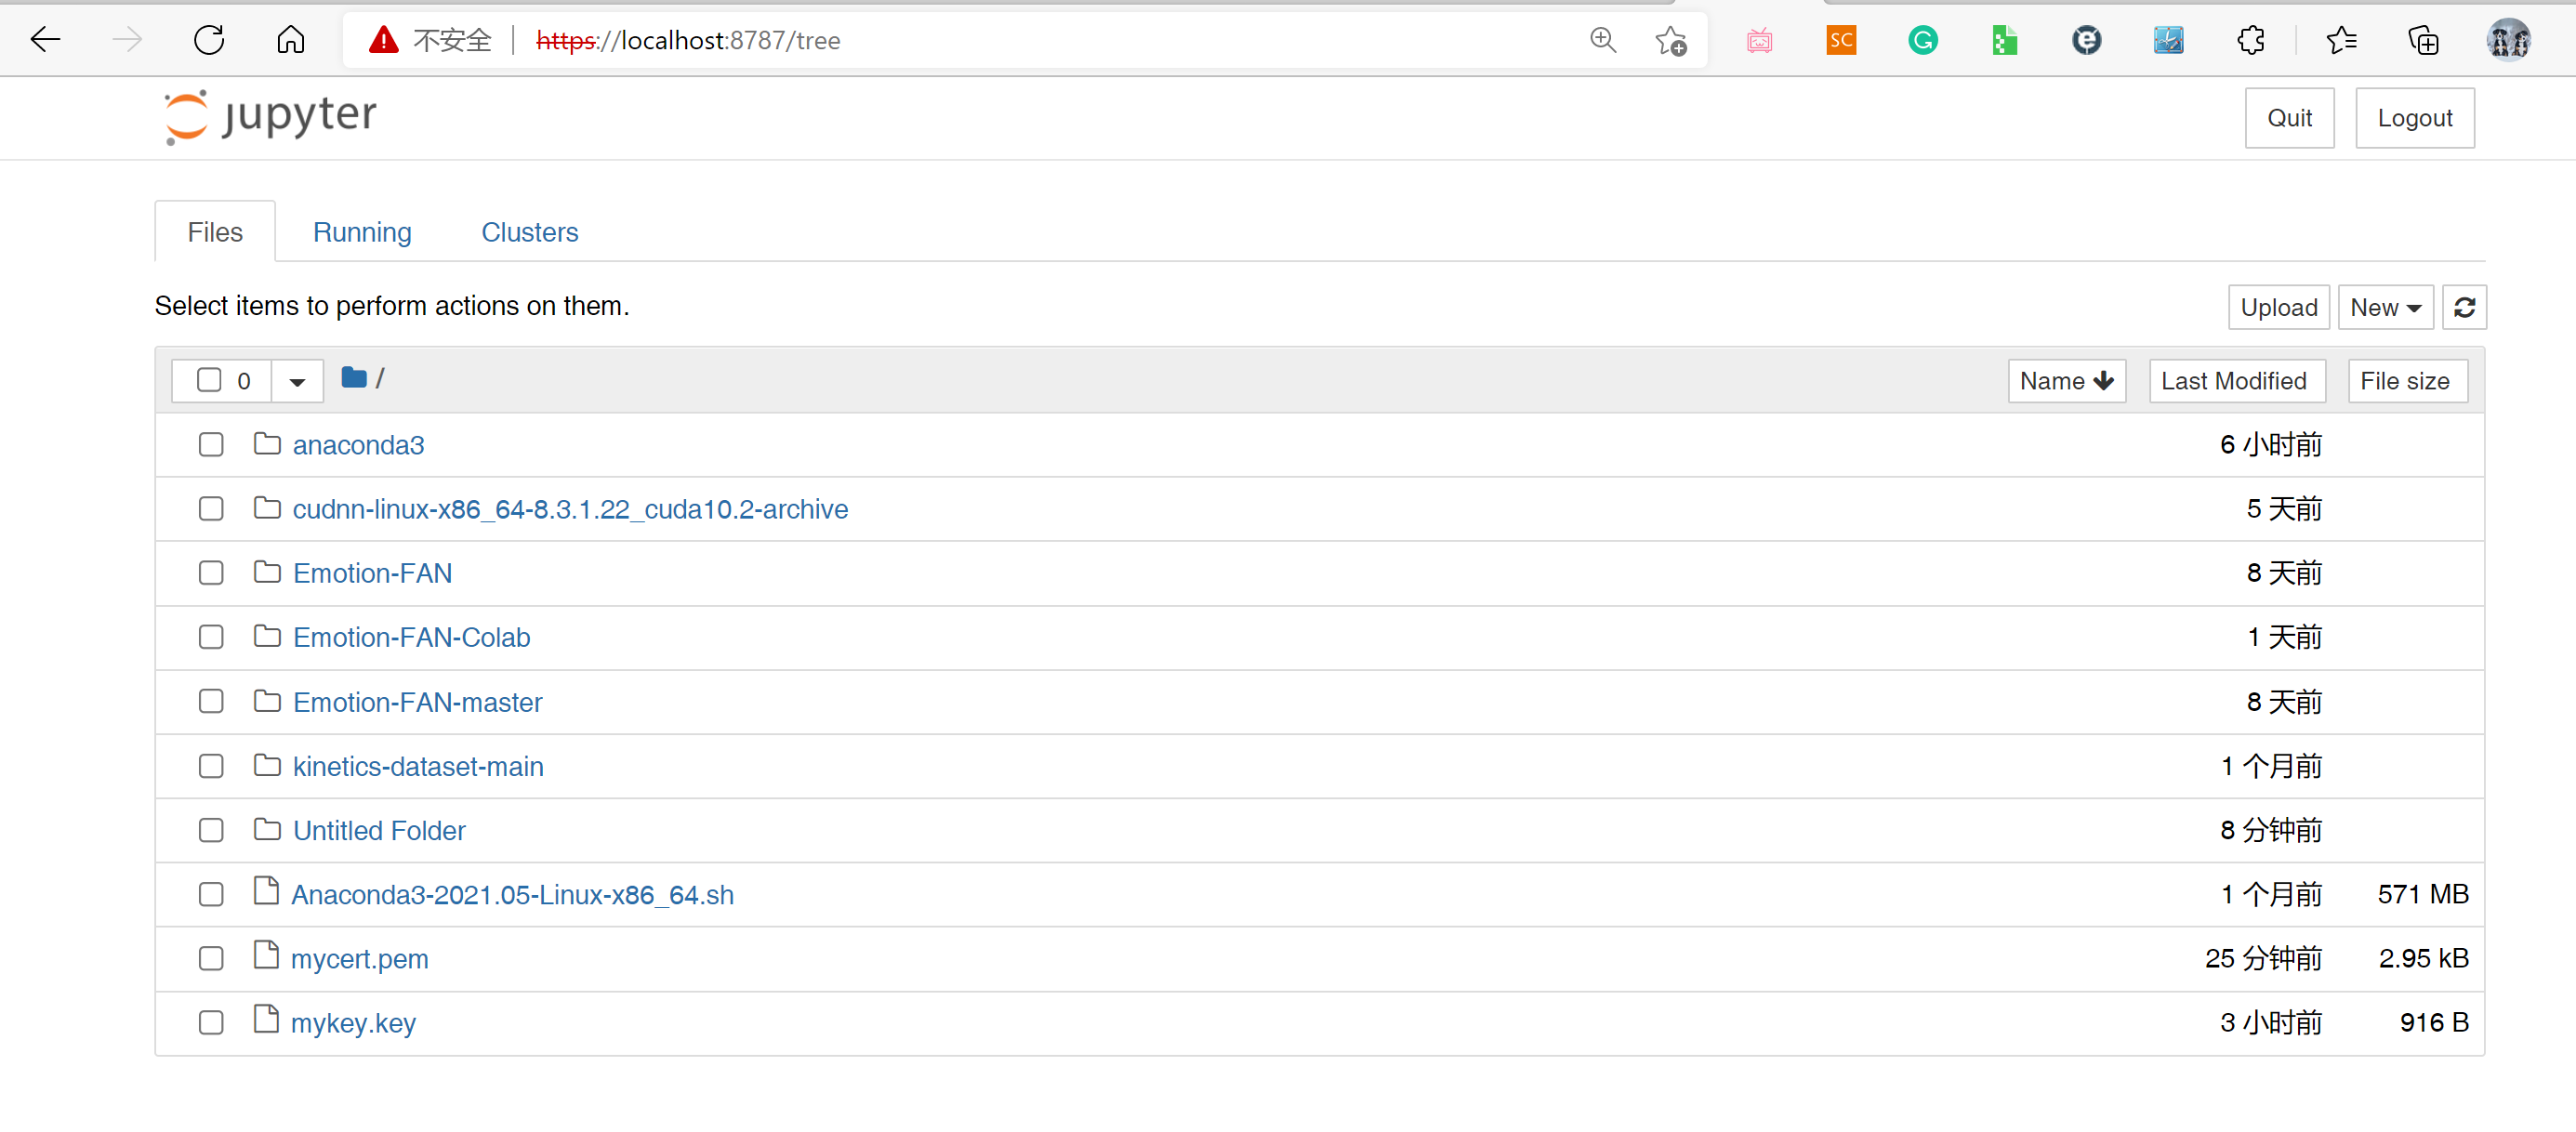 不安全 https://localhost:8787/tree
SC
G
jupyter
Quit Logout
Files Running Clusters
Select items to perform actions on them.
Upload New
0 / Name Last Modified File size
anaconda3 6 小时前
cudnn-linux-x86_64-8.3.1.22_cuda10.2-archive 5 天前
Emotion-FAN 8 天前
Emotion-FAN-Colab 1 天前
Emotion-FAN-master 8 天前
kinetics-dataset-main 1 个月前
Untitled Folder 8 分钟前
Anaconda3-2021.05-Linux-x86_64.sh 1 个月前 571 MB
mycert.pem 25 分钟前 2.95 kB
mykey.key 3 小时前 916 B